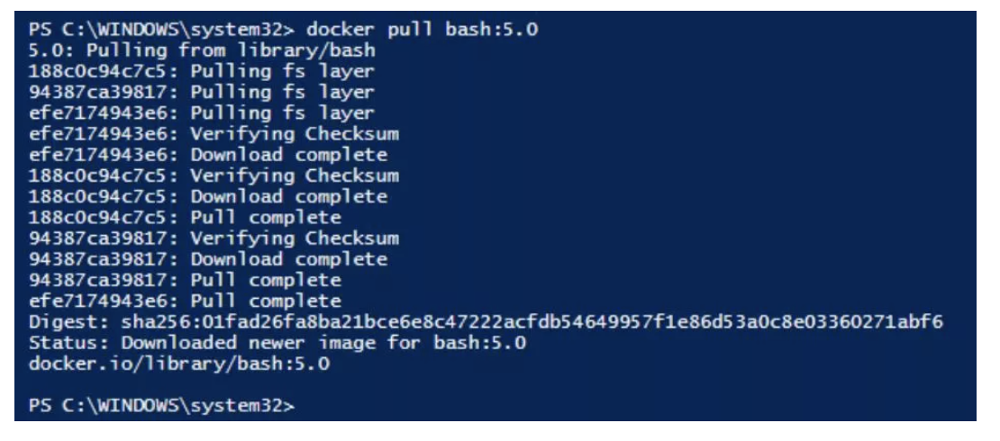 PS C:\WINDOWS\system32> docker pull bash:5.0
5.0: Pulling from library/bash
188c0c94c7c5: Pulling fs layer
94387ca39817: Pulling fs layer
efe7174943e6: Pulling fs layer
efe7174943e6: Verifying Checksum
efe7174943e6: Download complete
188c0c94c7c5: Verifying Checksum
188c0c94c7c5: Download complete
188c0c94c7c5: Pull complete
94387ca39817: Verifying Checksum
94387ca39817: Download complete
94387ca39817: Pull complete
efe7174943e6: Pull complete
Digest: sha256:01fad26fa8ba21bce6e8c47222acfdb54649957f1e86d53a0c8e03360271abf6
Status: Downloaded newer image for bash:5.0
docker.io/library/bash:5.0
PS C:\WINDOWS\system32>